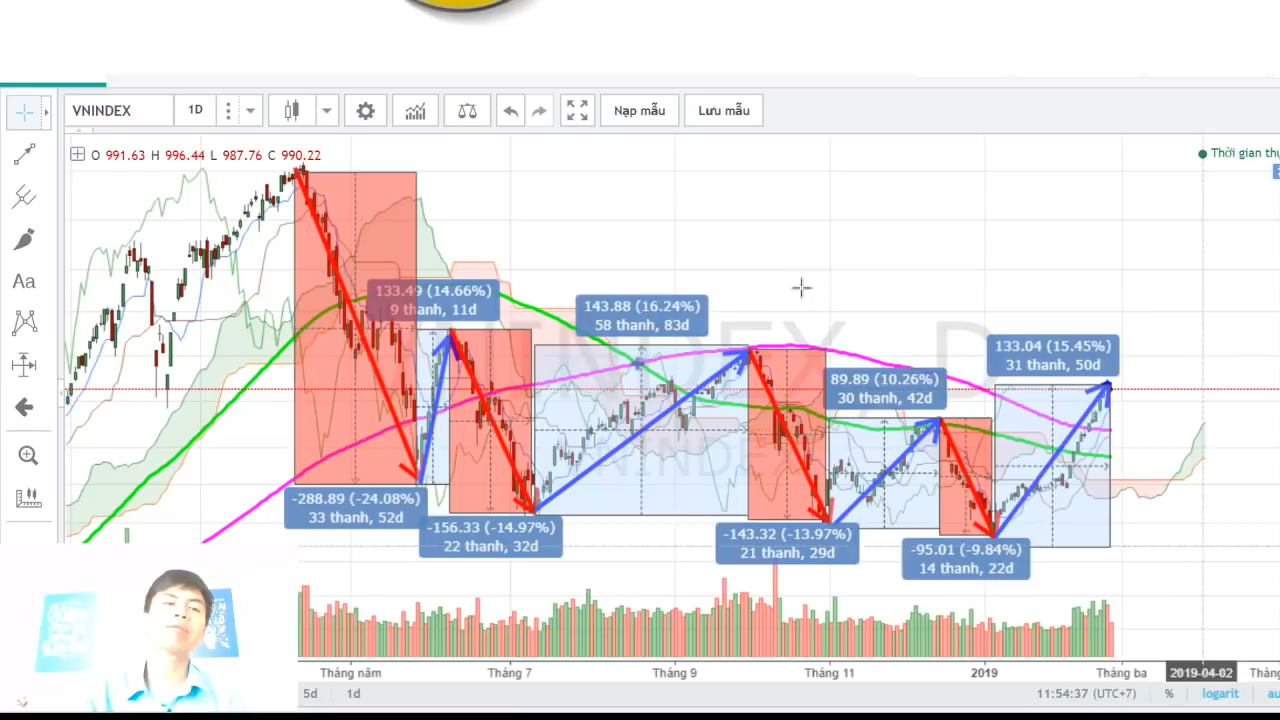 VNINDEX 1D Nạp mẫu Lưu mẫu
O 991.63 H 996.44 L 987.76 C 990.22
Thời gian thự
Aa
133.49 (14.66%)
9 thanh, 11d
143.88 (16.24%)
58 thanh, 83d
133.04 (15.45%)
31 thanh, 50d
89.89 (10.26%)
30 thanh, 42d
VNINDEX, D
VNINDEX
-288.89 (-24.08%)
33 thanh, 52d
-156.33 (-14.97%)
22 thanh, 32d
-143.32 (-13.97%)
21 thanh, 29d
-95.01 (-9.84%)
14 thanh, 22d
Tháng năm Tháng 7 Tháng 9 Tháng 11 2019 Tháng ba 2019-04-02 Tháng
5d 1d 11:54:37 (UTC+7) % logarit